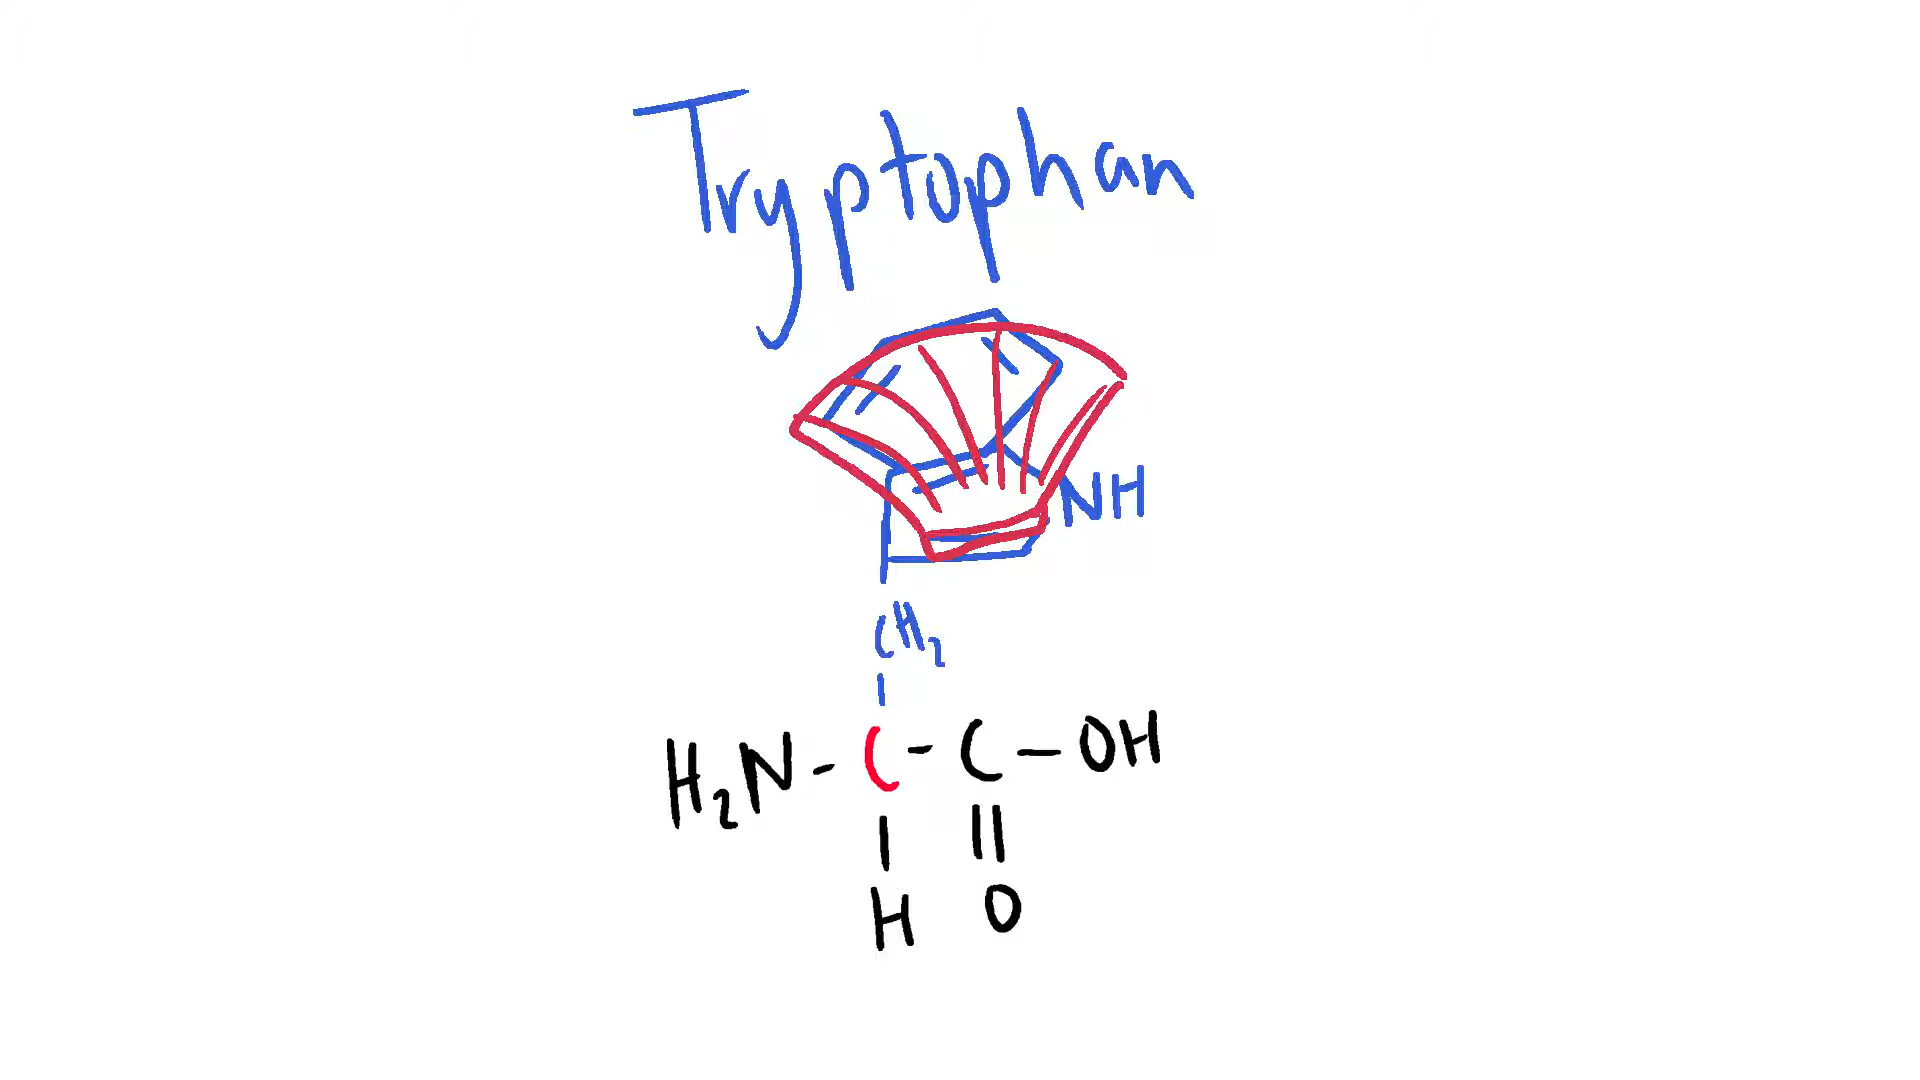 Tryptophan
NH
CH2
H2N - C - C - OH
H O